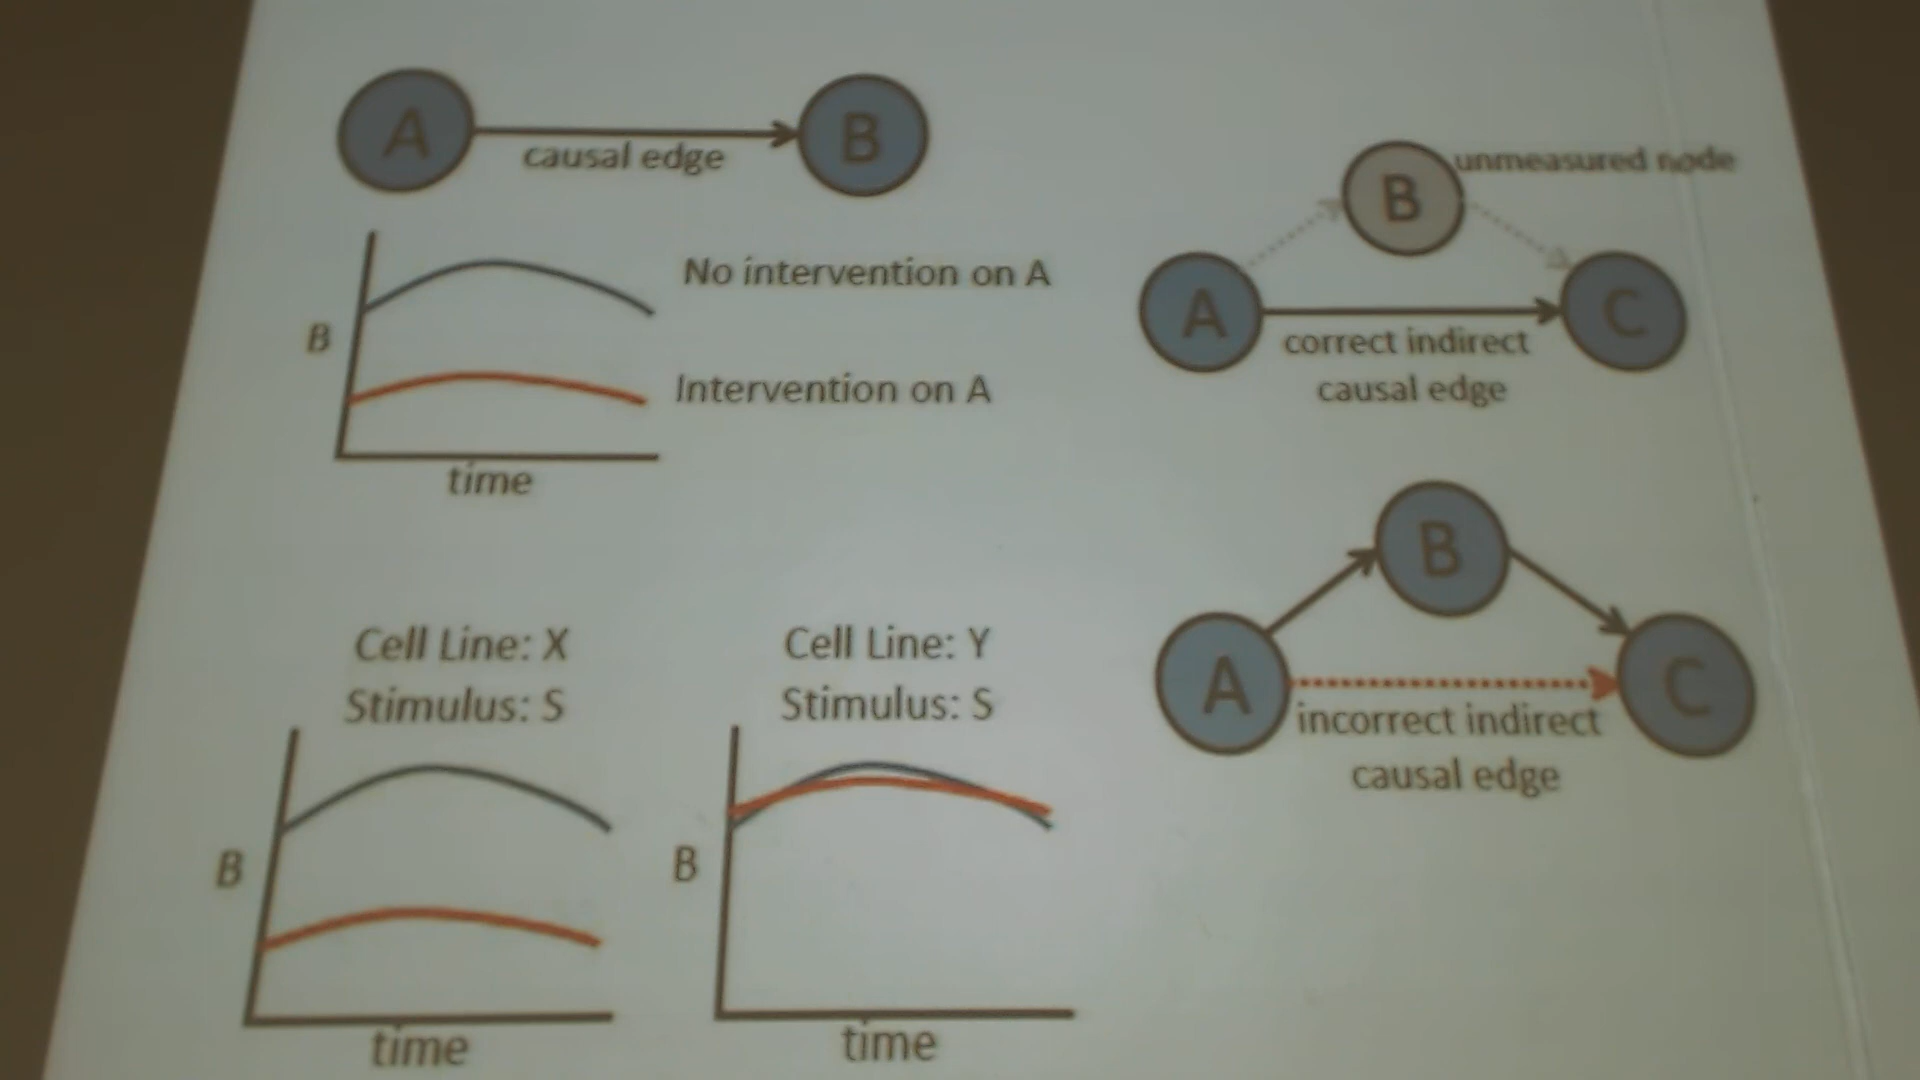 A
B
causal edge
B
No intervention on A
Intervention on A
time
B
unmeasured node
A
C
correct indirect
causal edge
B
A
C
incorrect indirect
causal edge
Cell Line: X
Stimulus: S
B
time
Cell Line: Y
Stimulus: S
B
time